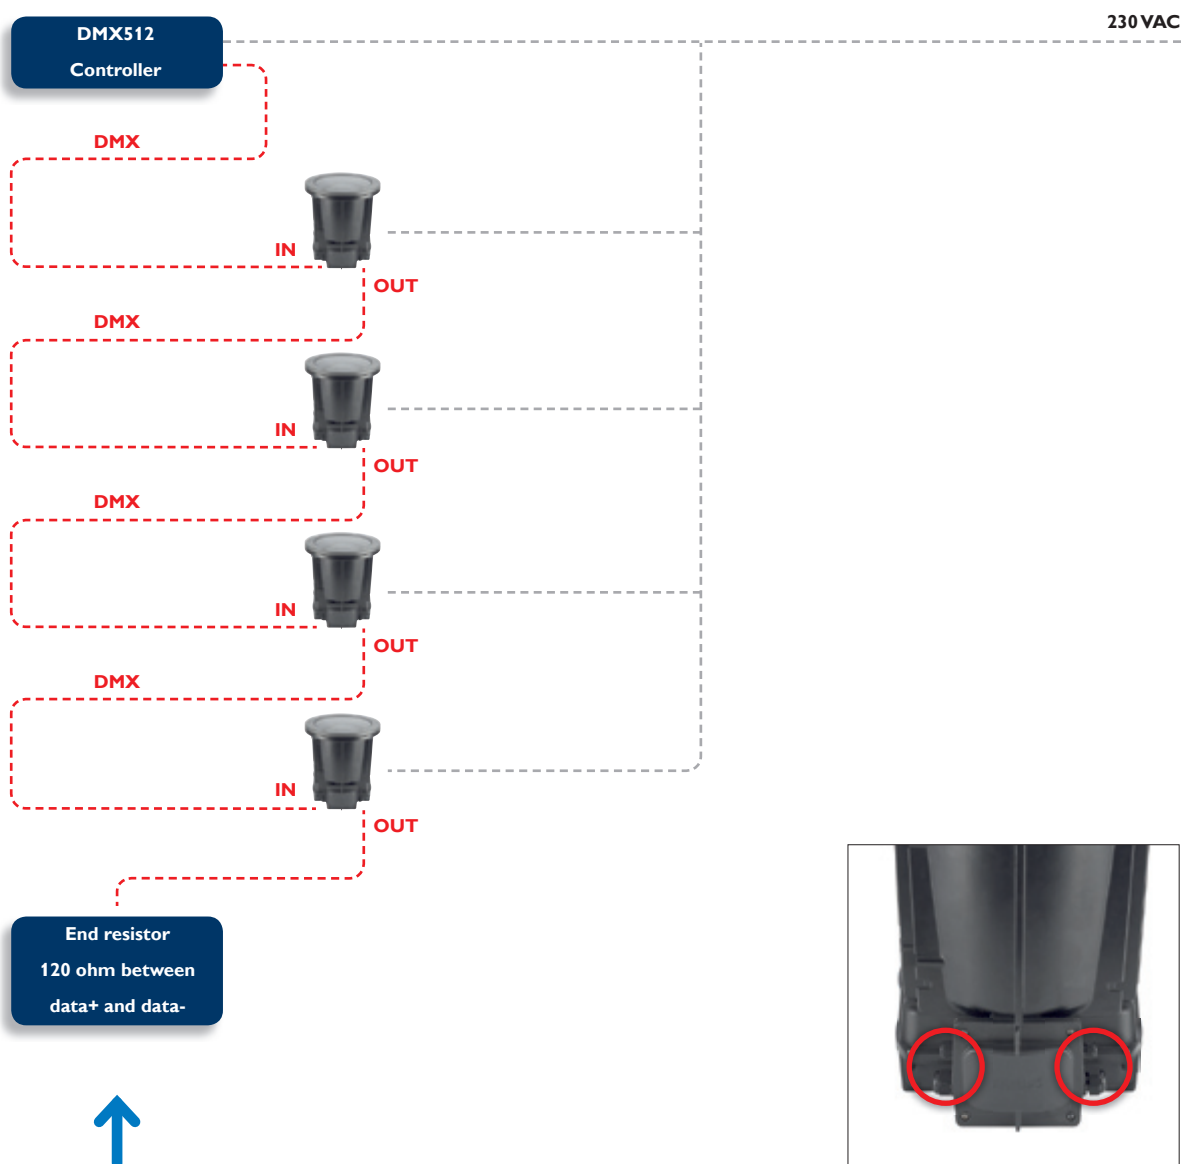 DMX512
Controller
230 VAC
DMX
IN
OUT
DMX
IN
OUT
DMX
IN
OUT
DMX
IN
OUT
End resistor
120 ohm between
data+ and data-